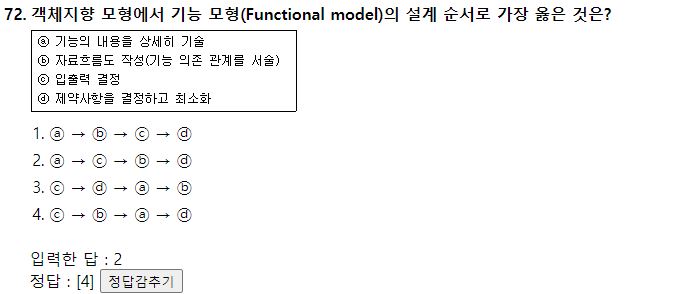 72. 객체지향 모형에서 기능 모형(Functional model)의 설계 순서로 가장 옳은 것은?
ⓐ 기능의 내용을 상세히 기술
ⓑ 자료흐름도 작성(기능 의존 관계를 서술)
ⓒ 입출력 결정
ⓓ 제약사항을 결정하고 최소화
1. ⓐ → ⓑ → ⓒ → ⓓ
2. ⓐ → ⓒ → ⓑ → ⓓ
3. ⓒ → ⓓ → ⓐ → ⓑ
4. ⓒ → ⓑ → ⓐ → ⓓ
입력한 답 : 2
정답 : [4] 정답감추기